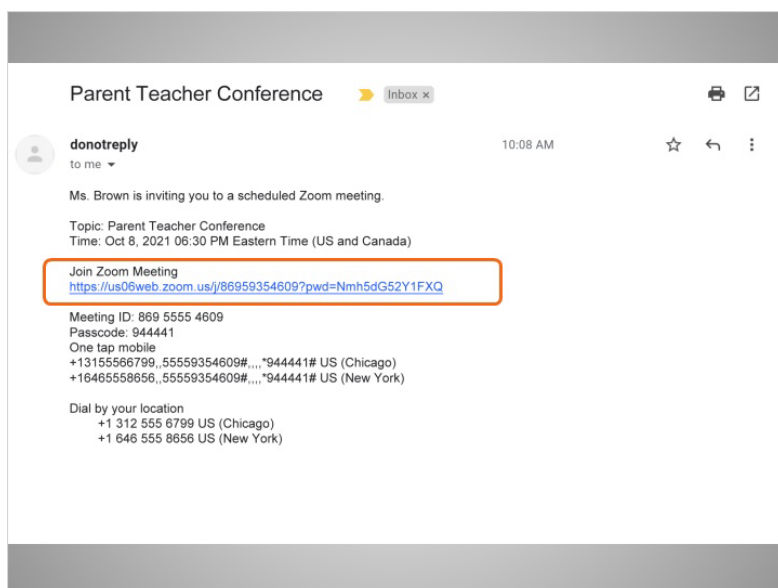 Parent Teacher Conference Inbox ×
donotreply 10:08 AM
to me
Ms. Brown is inviting you to a scheduled Zoom meeting.
Topic: Parent Teacher Conference
Time: Oct 8, 2021 06:30 PM Eastern Time (US and Canada)
Join Zoom Meeting
https://us06web.zoom.us/j/86959354609?pwd=Nmh5dG52Y1FXQ
Meeting ID: 869 5555 4609
Passcode: 944441
One tap mobile
+13155566799,,55559354609#,,,,*944441# US (Chicago)
+16465558656,,55559354609#,,,,*944441# US (New York)
Dial by your location
+1 312 555 6799 US (Chicago)
+1 646 555 8656 US (New York)